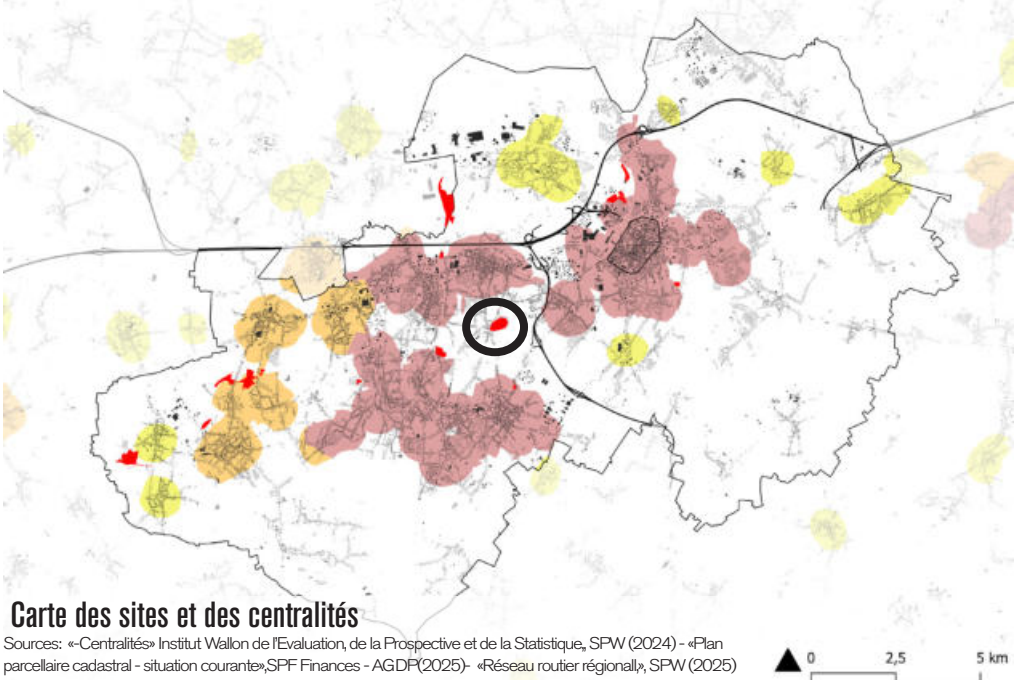 Carte des sites et des centralités
Sources: «-Centralités» Institut Wallon de l'Evaluation, de la Prospective et de la Statistique,, SPW (2024) - «Plan
parcellaire cadastral - situation courante»,SPF Finances - AGDP(2025)- «Réseau routier régional,», SPW (2025)
0 2,5 5 km